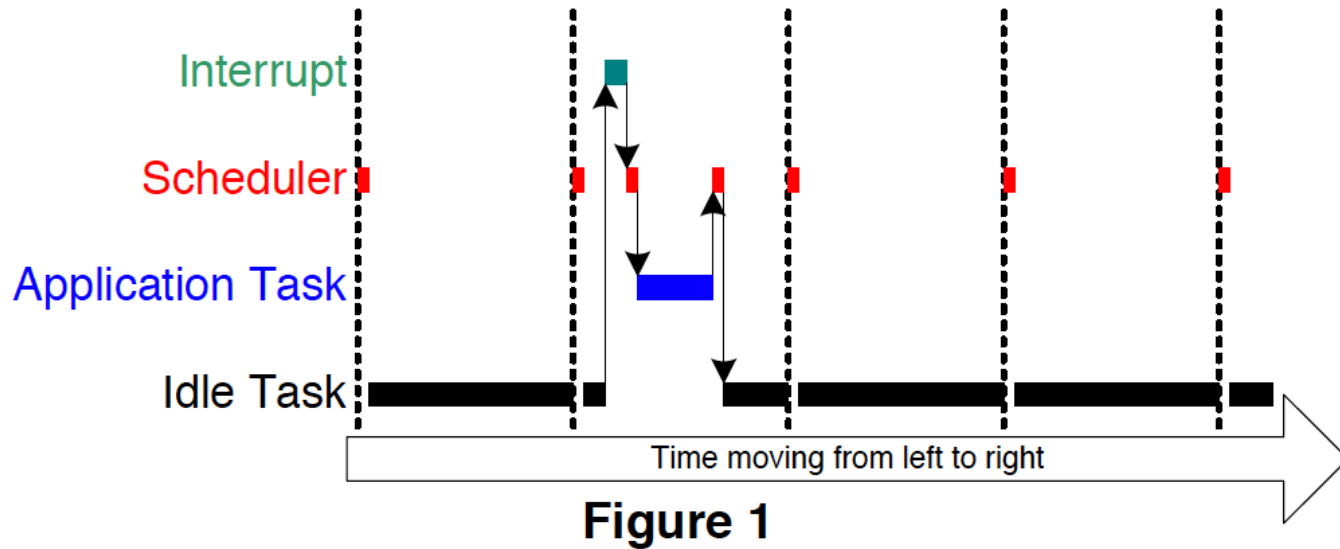 Interrupt
Scheduler
Application Task
Idle Task
Time moving from left to right
Figure 1